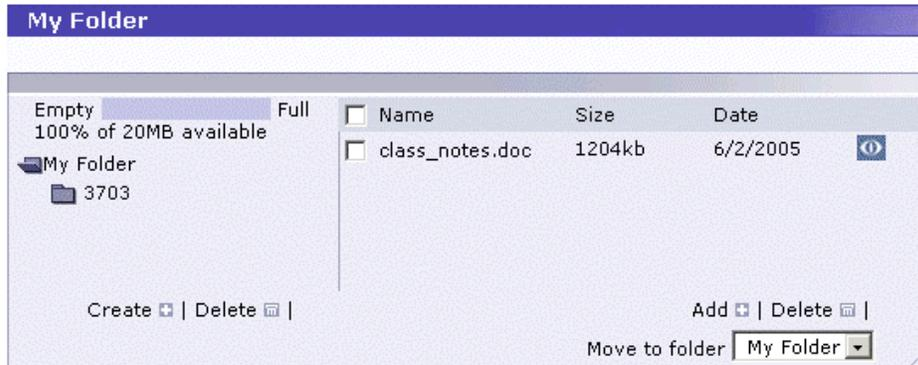 My Folder
Empty Full
100% of 20MB available
My Folder
3703
Name Size Date
class_notes.doc 1204kb 6/2/2005
Create | Delete |
Add | Delete |
Move to folder My Folder